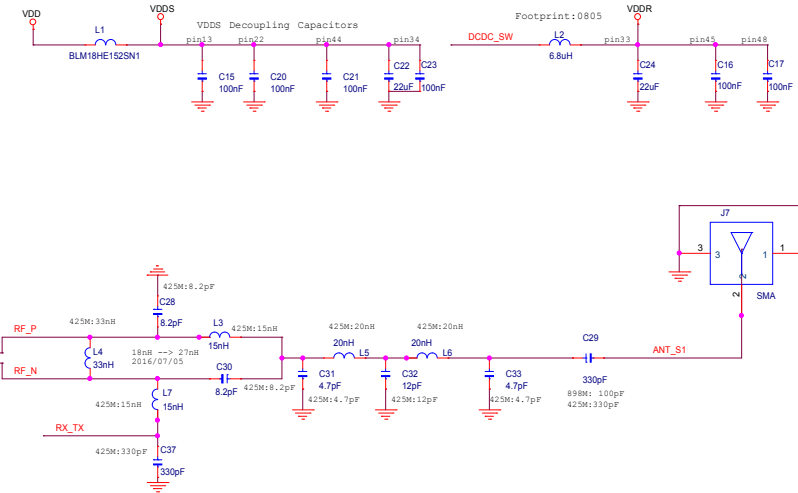 VDD
VDDS
VDDS Decoupling Capacitors
L1
BLM18HE152SN1
pin13
pin22
pin44
pin34
C15
100nF
C20
100nF
C21
100nF
C22
22uF
C23
100nF
Footprint:0805
VDDR
DCDC_SW
L2
6.8uH
pin33
pin45
pin48
C24
22uF
C16
100nF
C17
100nF
J7
3
3
1
1
2
2
SMA
425M:8.2pF
C28
8.2pF
RF_P
425M:33nH
L3
425M:15nH
15nH
L4
33nH
18nH --> 27nH
2016/07/05
RF_N
C30
8.2pF
425M:8.2pF
L7
15nH
425M:15nH
RX_TX
425M:330pF
C37
330pF
425M:20nH
20nH
L5
425M:20nH
20nH
L6
C31
4.7pF
425M:4.7pF
C32
12pF
425M:12pF
C33
4.7pF
425M:4.7pF
C29
330pF
898M: 100pF
425M:330pF
ANT_S1